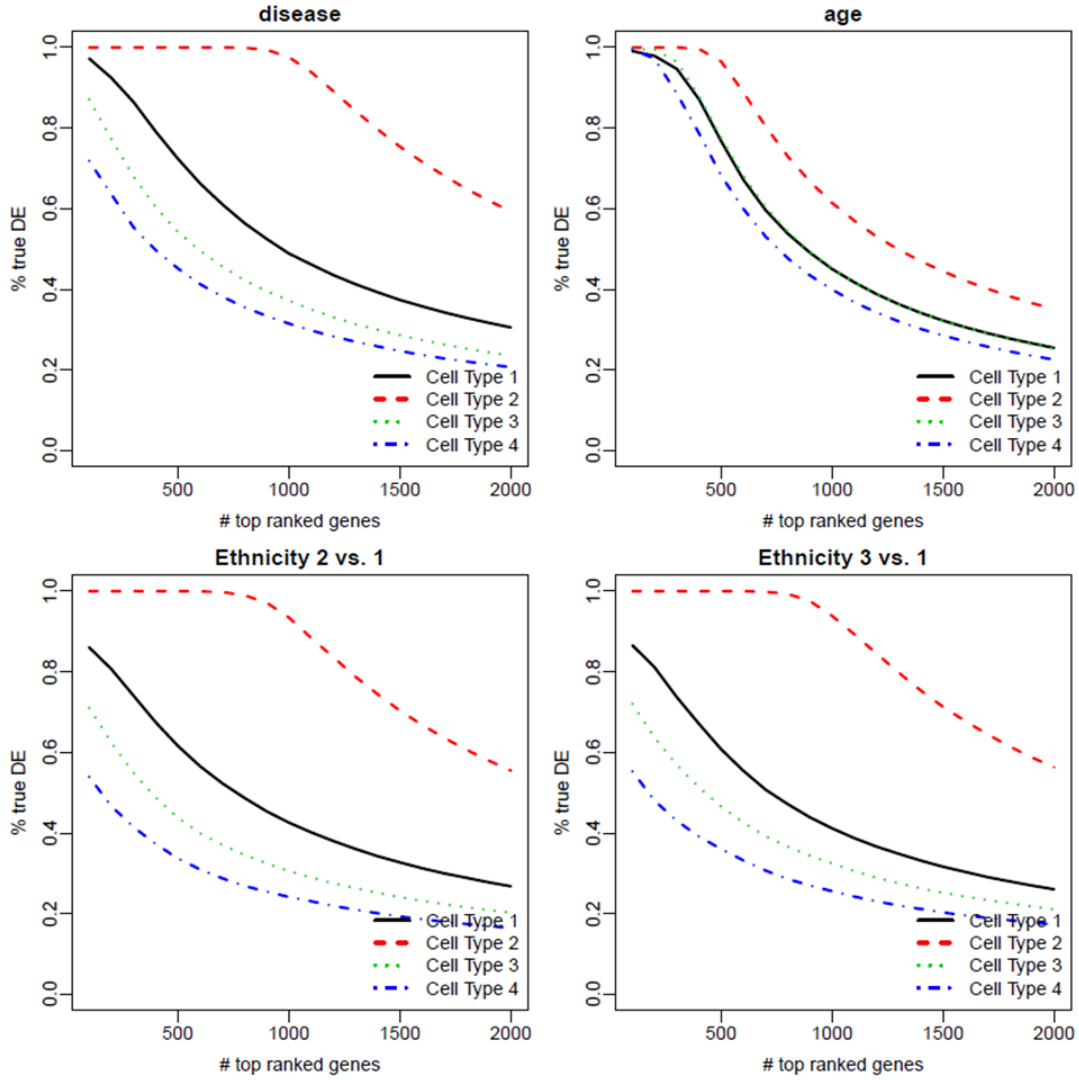 disease
% true DE
1.0
0.8
0.6
0.4
0.2
0.0
Cell Type 1
Cell Type 2
Cell Type 3
Cell Type 4
500 1000 1500 2000
# top ranked genes
age
% true DE
1.0
0.8
0.6
0.4
0.2
0.0
Cell Type 1
Cell Type 2
Cell Type 3
Cell Type 4
500 1000 1500 2000
# top ranked genes
Ethnicity 2 vs. 1
% true DE
1.0
0.8
0.6
0.4
0.2
0.0
Cell Type 1
Cell Type 2
Cell Type 3
Cell Type 4
500 1000 1500 2000
# top ranked genes
Ethnicity 3 vs. 1
% true DE
1.0
0.8
0.6
0.4
0.2
0.0
Cell Type 1
Cell Type 2
Cell Type 3
Cell Type 4
500 1000 1500 2000
# top ranked genes